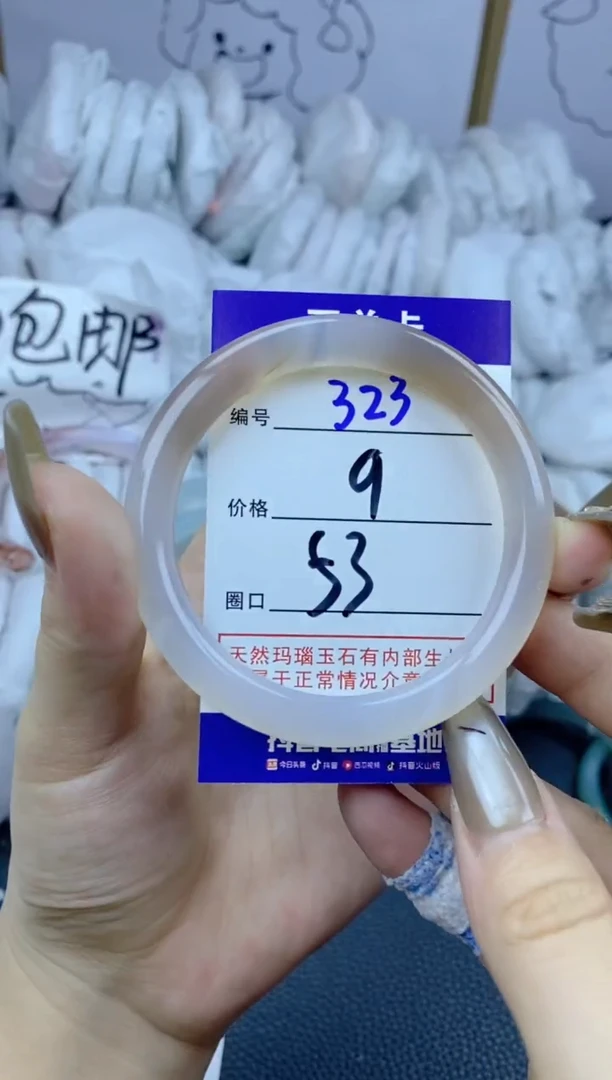 包邮
编号 323
价格 9
圈口 53
天然玛瑙玉石有内部生
属于正常情况介意
今日头条 抖音 西瓜视频 抖音火山版